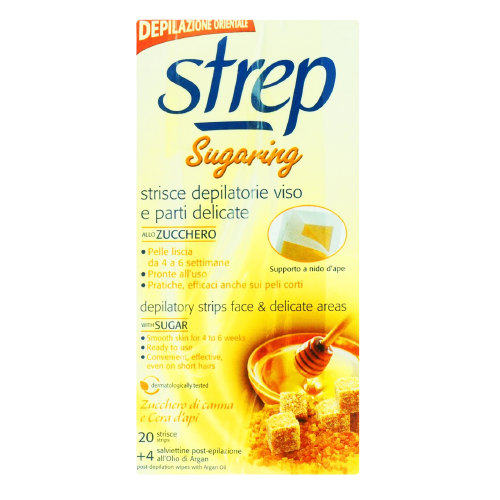 DEPILAZIONE ORIENTALE
strep
Sugaring
strisce depilatorie viso
e parti delicate
ALLO ZUCCHERO
• Pelle liscia
da 4 a 6 settimane
• Pronte all'uso
• Pratiche, efficaci anche sui peli corti
Supporto a nido d'ape
depilatory strips face & delicate areas
WITH SUGAR
• Smooth skin for 4 to 6 weeks
• Ready to use
• Convenient, effective,
even on short hairs
dermatologically tested
Zucchero di canna
e Cera d'api
20 strisce
strips
+4 salviettine post-epilazione
all'Olio di Argan
post-depilation wipes with Argan Oil